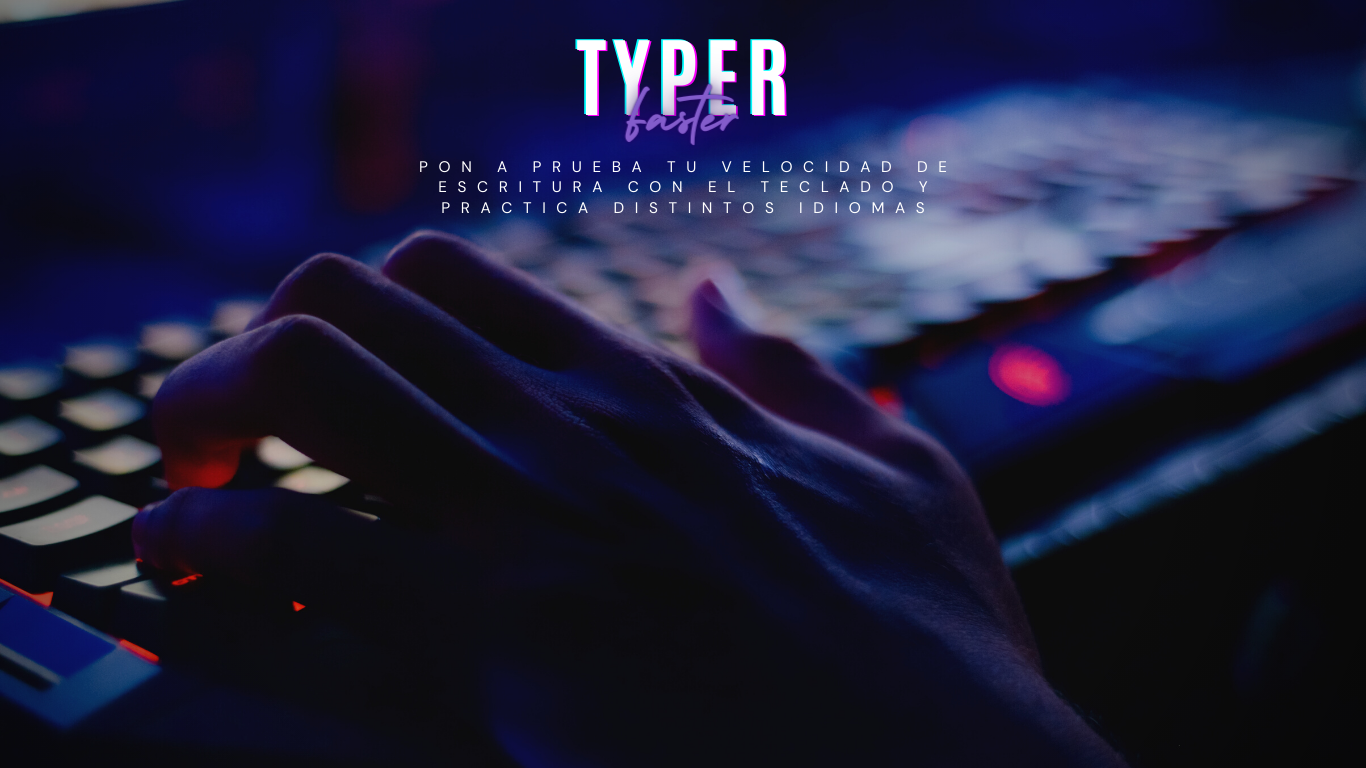 TYPER
faster
PON A PRUEBA TU VELOCIDAD DE
ESCRITURA CON EL TECLADO Y
PRACTICA DISTINTOS IDIOMAS